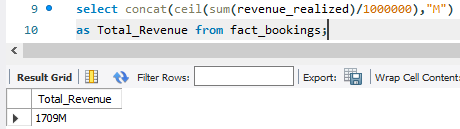 9 select concat(ceil(sum(revenue_realized)/1000000),"M")
10 as Total_Revenue from fact_bookings;
Result Grid Filter Rows: Export: Wrap Cell Content:
Total_Revenue
1709M